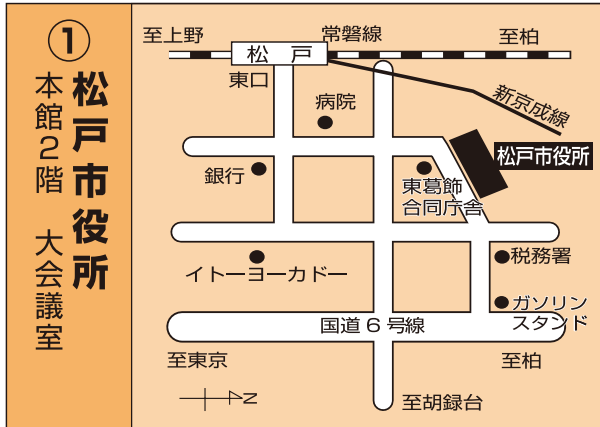 ①
松戸市役所
本館2階 大会議室
至上野
松戸
常磐線
至柏
東口
新京成線
病院
松戸市役所
銀行
東葛飾
合同庁舎
イトーヨーカドー
税務署
ガソリン
スタンド
国道6号線
至東京
至柏
N
至胡録台